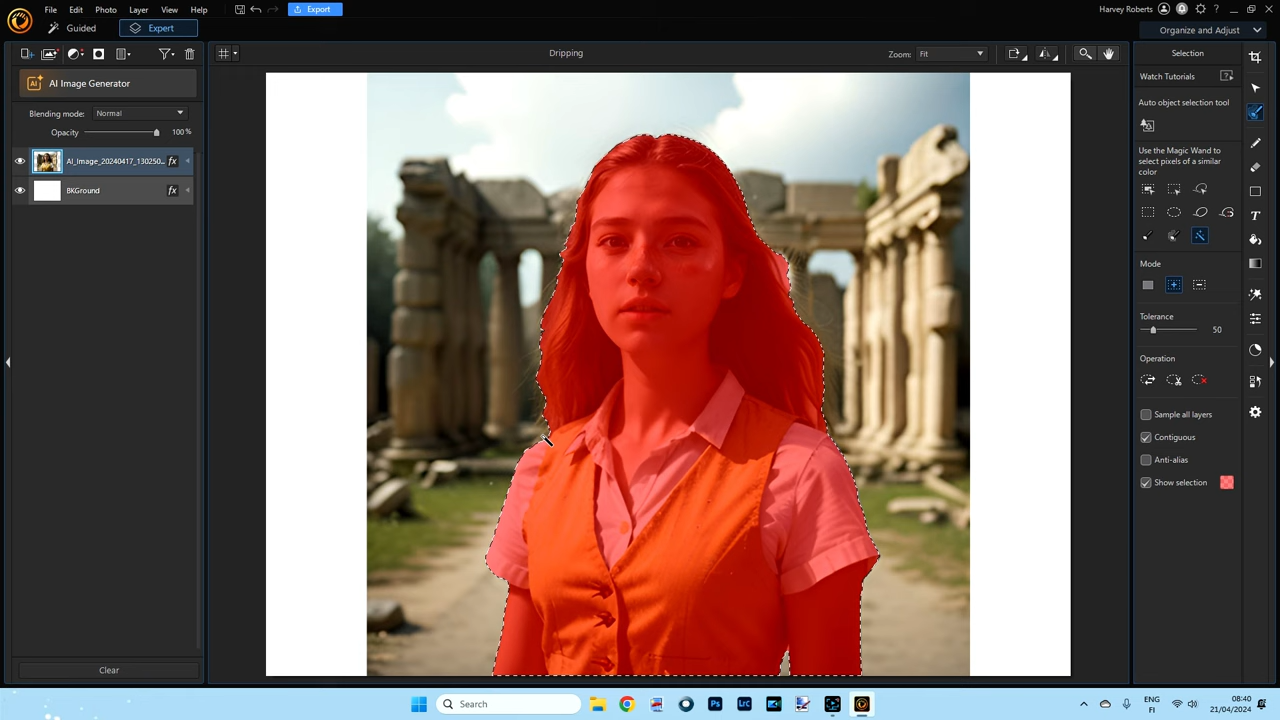 File Edit Photo Layer View Help Export Harvey Roberts
Guided Expert Organize and Adjust
Dripping Zoom: Fit Selection
AI Image Generator Watch Tutorials
Auto object selection tool
Blending mode: Normal
Opacity 100 %
Use the Magic Wand to
select pixels of a similar
color
AI_Image_20240417_130250... fx
BKGround fx
Mode
Tolerance
50
Operation
Sample all layers
Contiguous
Anti-alias
Show selection
Clear
Search Ps LrC ENG
FI 08:40
21/04/2024